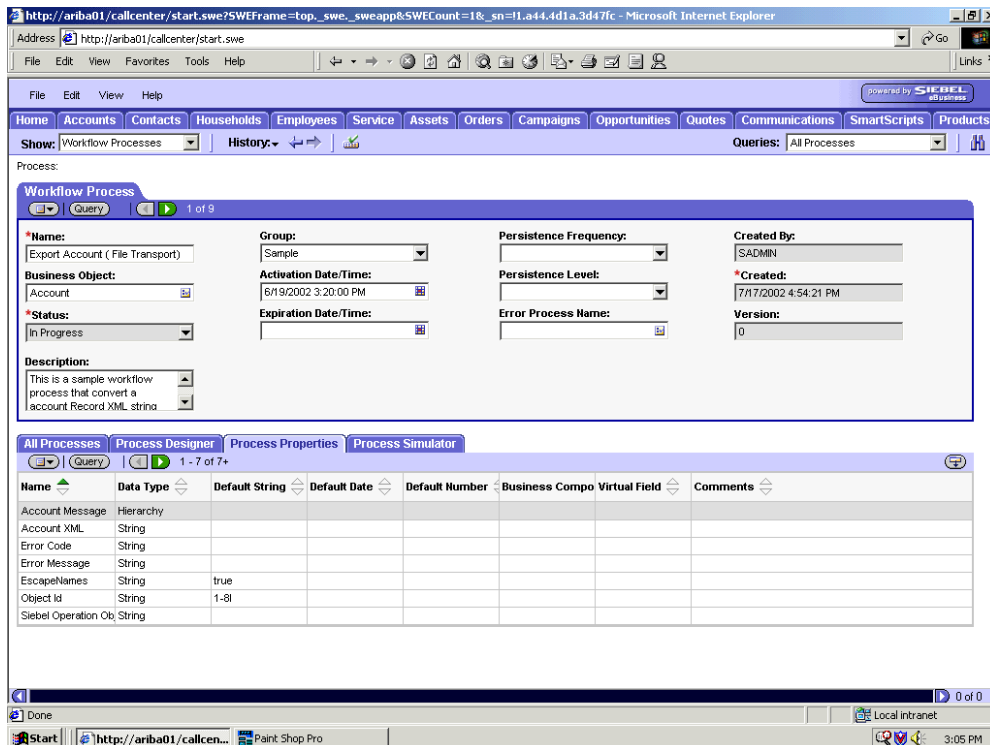 http://ariba01/callcenter/start.swe?SWEFrame=top._swe._sweapp&SWECount=1&_sn=!1.a44.4d1a.3d47fc - Microsoft Internet Explorer
Address http://ariba01/callcenter/start.swe Go
File Edit View Favorites Tools Help Links
File Edit View Help powered by SIEBEL eBusiness
Home Accounts Contacts Households Employees Service Assets Orders Campaigns Opportunities Quotes Communications SmartScripts Products
Show: Workflow Processes History: Queries: All Processes
Process:
Workflow Process
Query 1 of 9
*Name: Group: Persistence Frequency: Created By:
Export Account ( File Transport) Sample SADMIN
Business Object: Activation Date/Time: Persistence Level: *Created:
Account 6/19/2002 3:20:00 PM 7/17/2002 4:54:21 PM
*Status: Expiration Date/Time: Error Process Name: Version:
In Progress 0
Description:
This is a sample workflow
process that convert a
account Record XML string
All Processes Process Designer Process Properties Process Simulator
Query 1 - 7 of 7+
Name Data Type Default String Default Date Default Number Business Compo Virtual Field Comments
Account Message Hierarchy
Account XML String
Error Code String
Error Message String
EscapeNames String true
Object Id String 1-8I
Siebel Operation Ob String
0 of 0
Done Local intranet
Start http://ariba01/callcen... Paint Shop Pro 3:05 PM